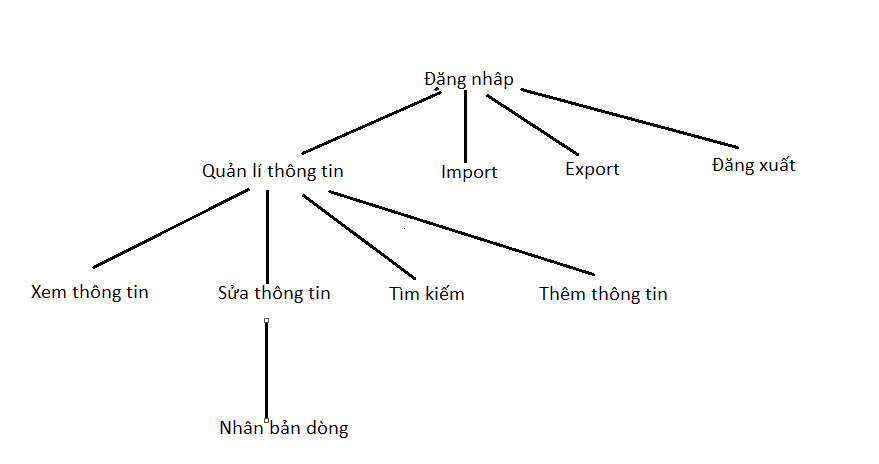 Đăng nhâp
Quản lí thông tin
Import
Export
Đăng xuất
Xem thông tin
Sửa thông tin
Tìm kiếm
Thêm thông tin
Nhân bản dòng